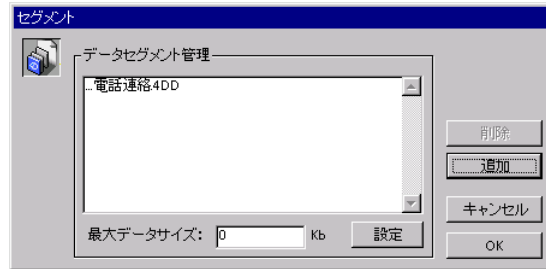 セグメント
データセグメント管理
...電話連絡.4DD
削除
追加
キャンセル
最大データサイズ: 0 Kb 設定
OK